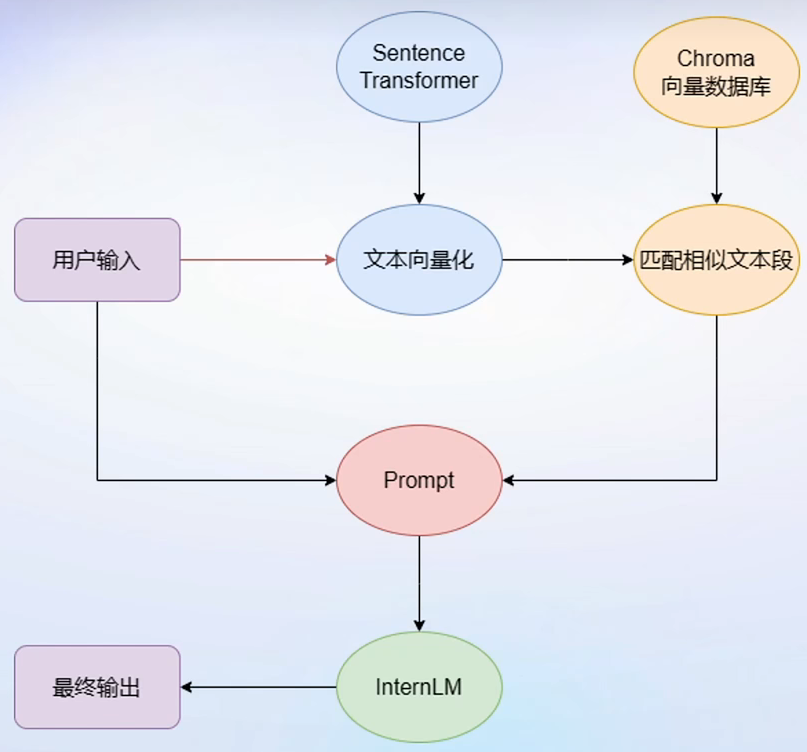 Sentence
Transformer
Chroma
向量数据库
用户输入
文本向量化
匹配相似文本段
Prompt
最终输出
InternLM